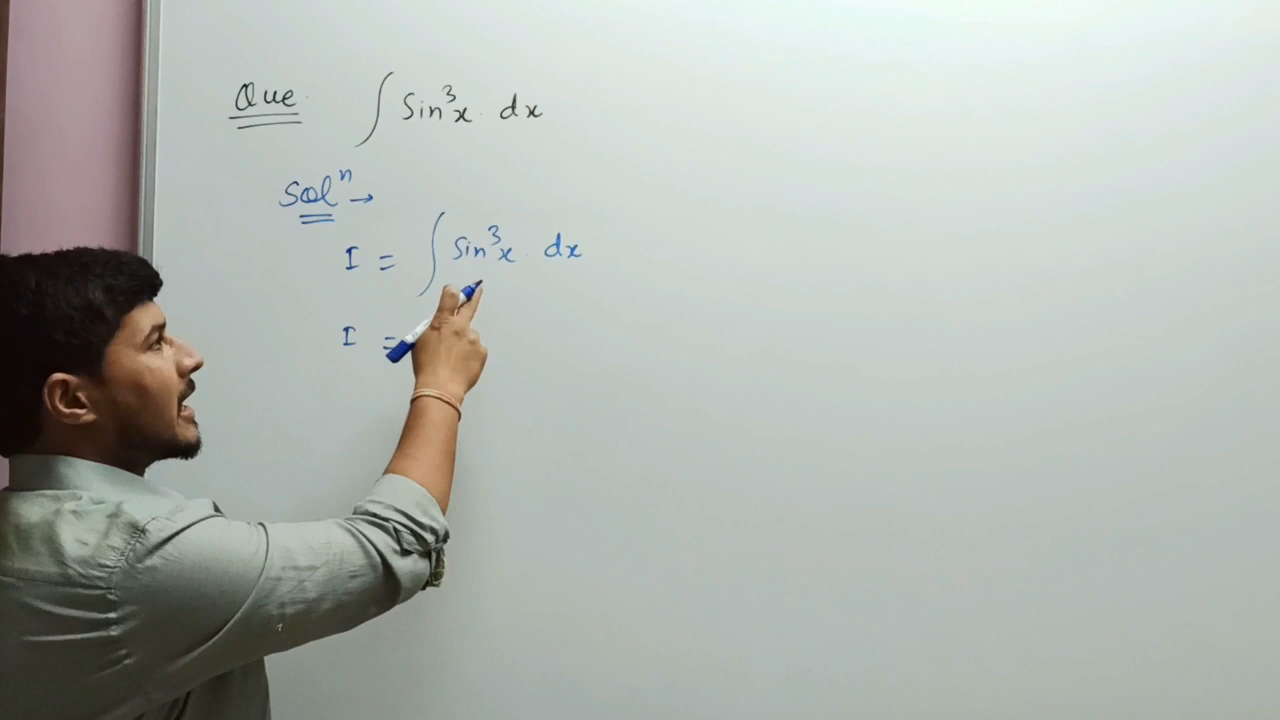 Que. ∫ Sin³x. dx
Solⁿ →
I = ∫ Sin³x. dx
I =